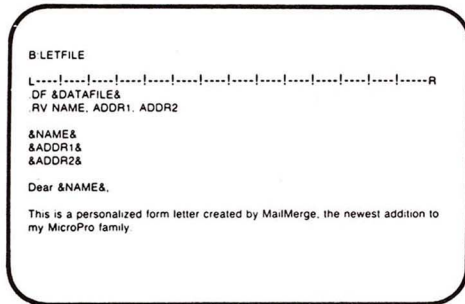 B:LETFILE
L----!----!----!----!----!----!----!----!----!----!----!-----R
.DF &DATAFILE&
.RV NAME, ADDR1, ADDR2
&NAME&
&ADDR1&
&ADDR2&
Dear &NAME&,
This is a personalized form letter created by MailMerge, the newest addition to
my MicroPro family.